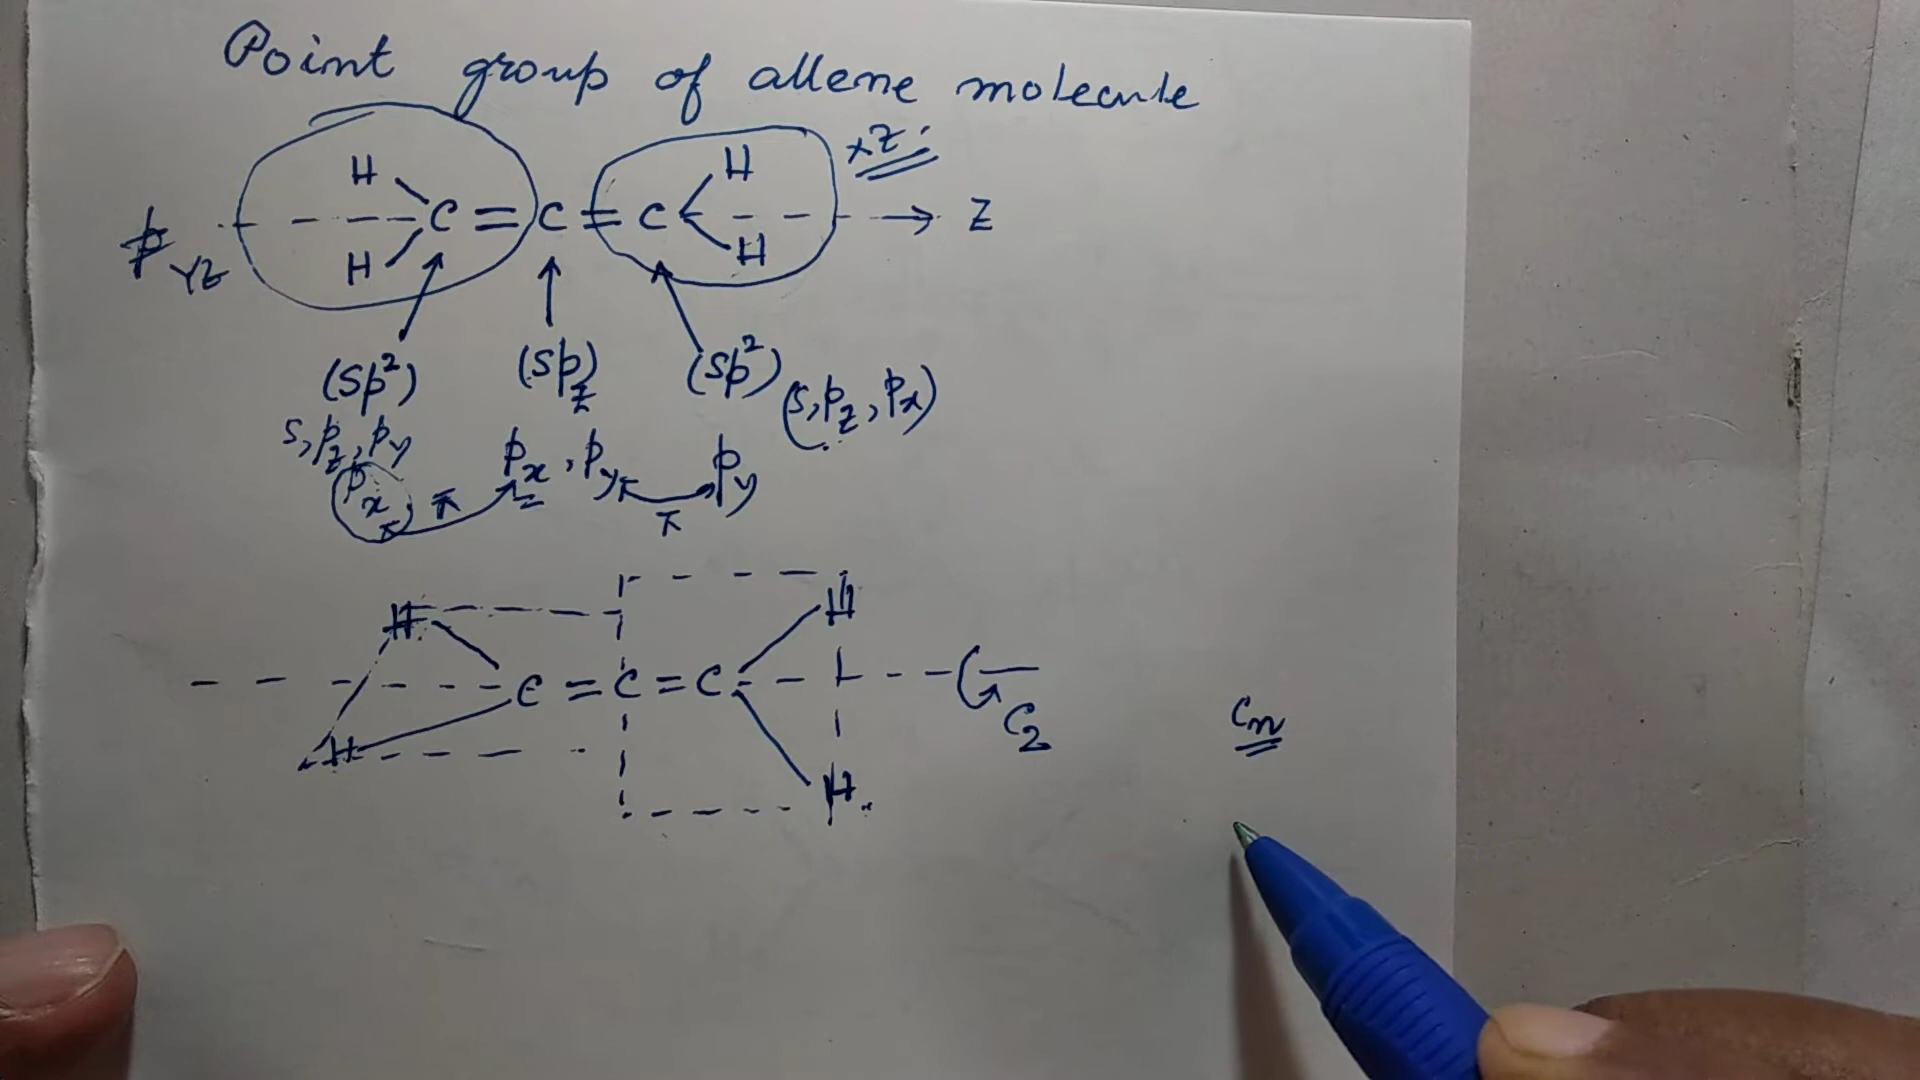 Point group of allene molecule
H H xz:
C = C = C → Z
p YZ
H H
(sp²) (sp z) (sp²) (s, pz, px)
s, pz, py
px π px, py π py
H H
C = C = C C2
H H
Cn